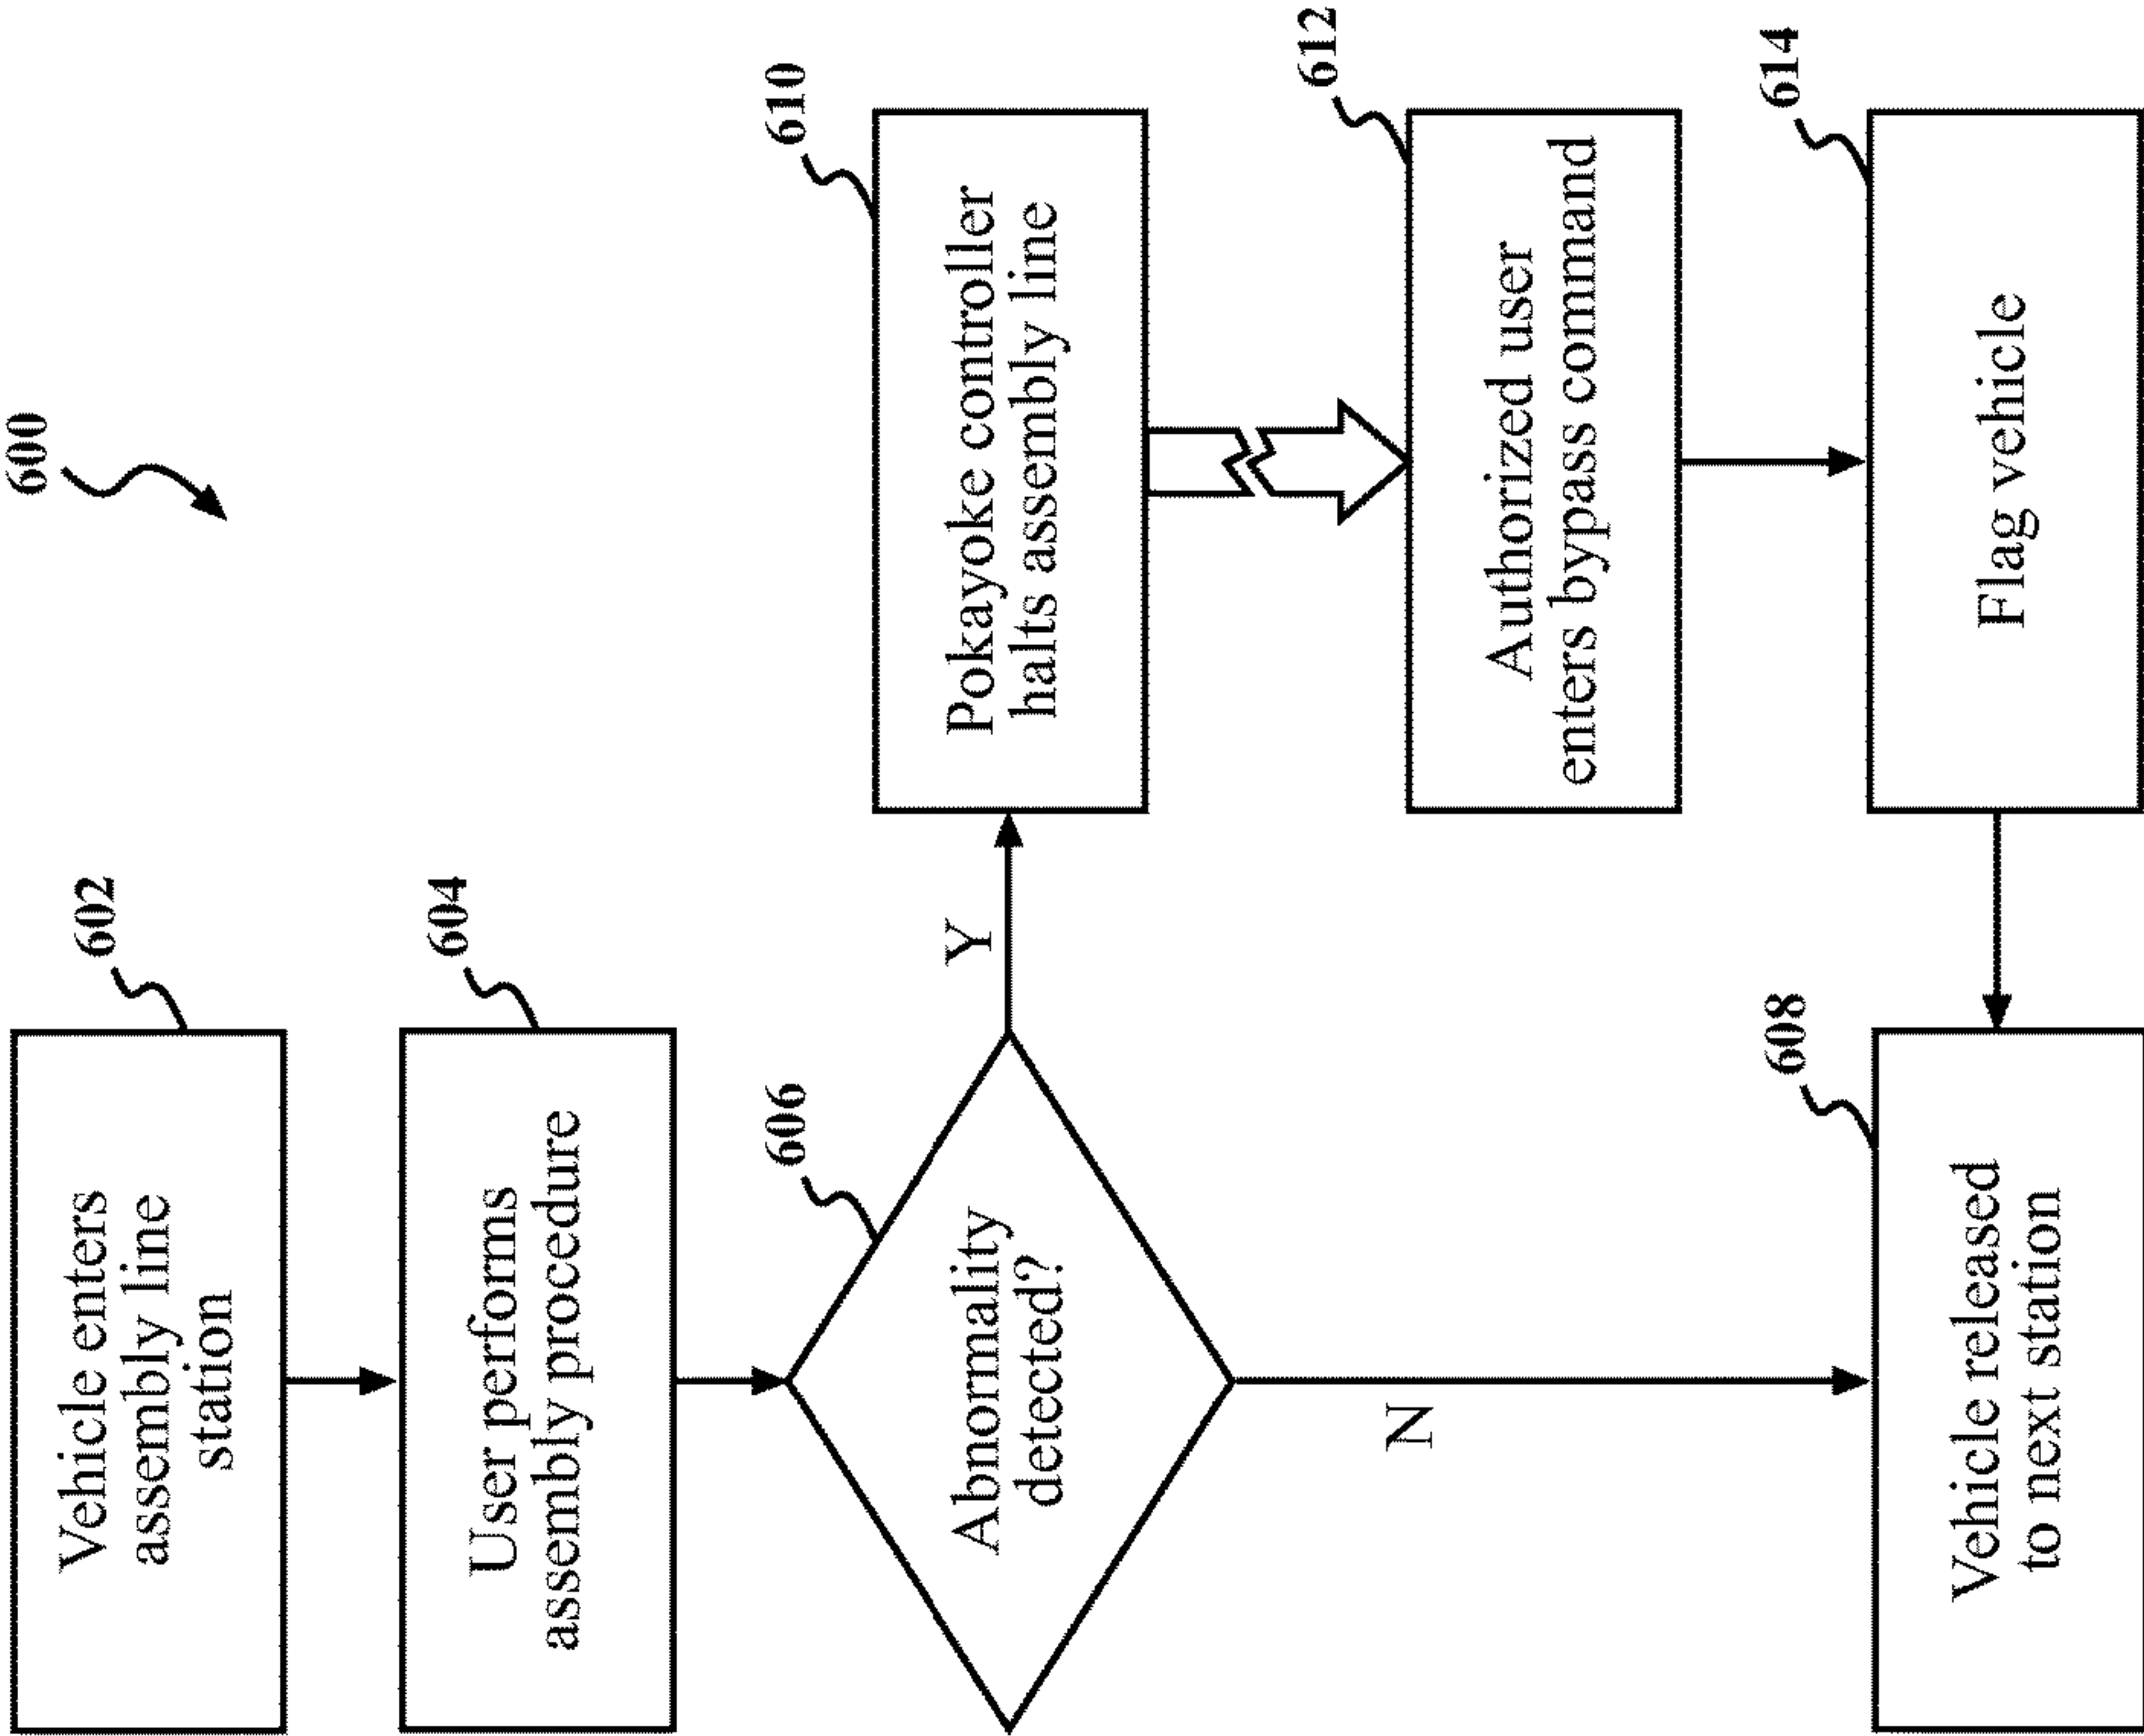 600
602
Vehicle enters
assembly line
station
604
User performs
assembly procedure
606
Abnormality
detected?
Y
N
608
Vehicle released
to next station
610
Pokayoke controller
halts assembly line
612
Authorized user
enters bypass command
614
Flag vehicle